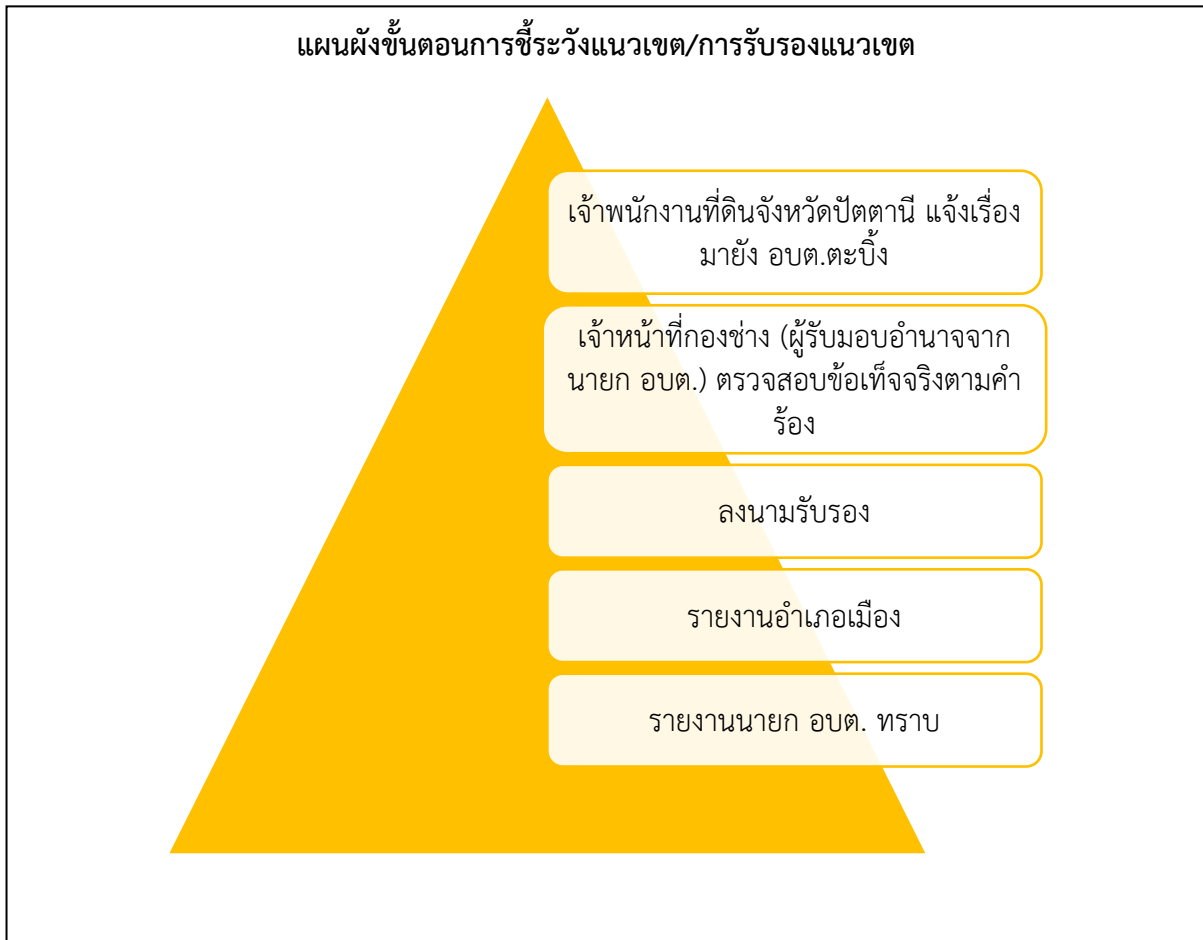 แผนผังขั้นตอนการชี้ระวังแนวเขต/การรับรองแนวเขต
เจ้าพนักงานที่ดินจังหวัดปัตตานี แจ้งเรื่อง
มายัง อบต.ตะบิ้ง
เจ้าหน้าที่กองช่าง (ผู้รับมอบอำนาจจาก
นายก อบต.) ตรวจสอบข้อเท็จจริงตามคำ
ร้อง
ลงนามรับรอง
รายงานอำเภอเมือง
รายงานนายก อบต. ทราบ